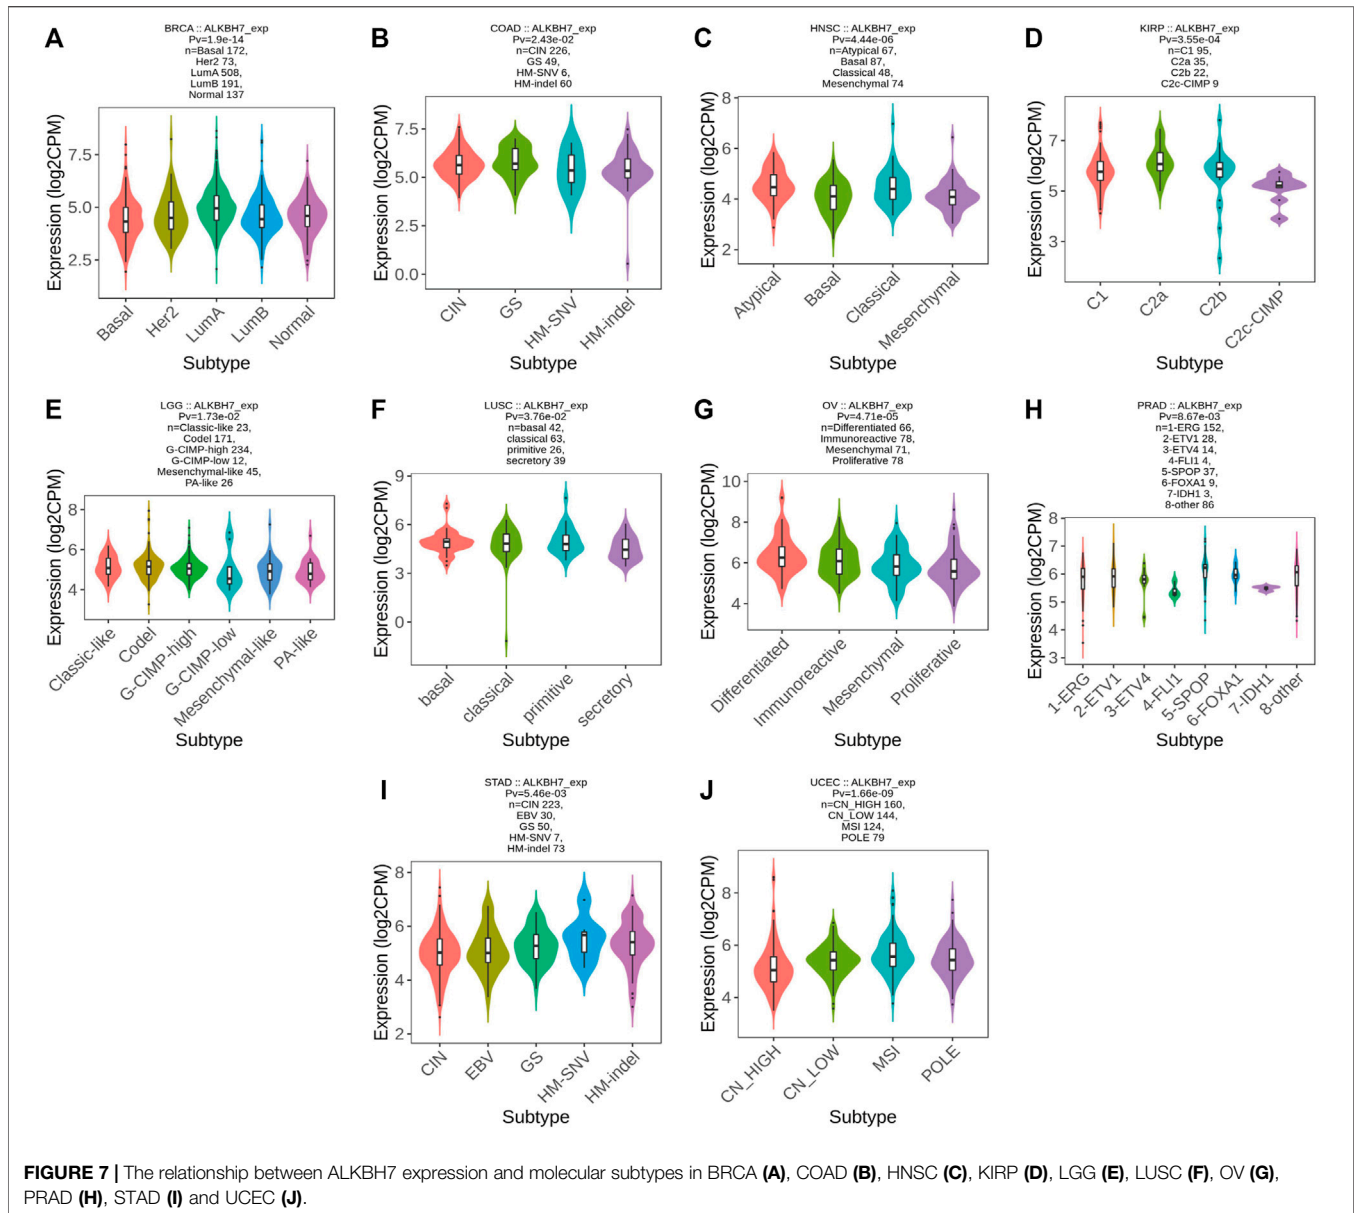 A
BRCA :: ALKBH7_exp
Pv=1.9e-14
n=Basal 172,
Her2 73,
LumA 508,
LumB 191,
Normal 137
Expression (log2CPM)
7.5
5.0
2.5
Basal
Her2
LumA
LumB
Normal
Subtype
B
COAD :: ALKBH7_exp
Pv=2.43e-02
n=CIN 226,
GS 49,
HM-SNV 6,
HM-indel 60
Expression (log2CPM)
7.5
5.0
2.5
0.0
CIN
GS
HM-SNV
HM-indel
Subtype
C
HNSC :: ALKBH7_exp
Pv=4.44e-06
n=Atypical 67,
Basal 87,
Classical 48,
Mesenchymal 74
Expression (log2CPM)
8
6
4
2
Atypical
Basal
Classical
Mesenchymal
Subtype
D
KIRP :: ALKBH7_exp
Pv=3.55e-04
n=C1 95,
C2a 35,
C2b 22,
C2c-CIMP 9
Expression (log2CPM)
7
5
3
C1
C2a
C2b
C2c-CIMP
Subtype
E
LGG :: ALKBH7_exp
Pv=1.73e-02
n=Classic-like 23,
Codel 171,
G-CIMP-high 234,
G-CIMP-low 12,
Mesenchymal-like 45,
PA-like 26
Expression (log2CPM)
8
6
4
Classic-like
Codel
G-CIMP-high
G-CIMP-low
Mesenchymal-like
PA-like
Subtype
F
LUSC :: ALKBH7_exp
Pv=3.76e-02
n=basal 42,
classical 63,
primitive 26,
secretory 39
Expression (log2CPM)
9
6
3
0
basal
classical
primitive
secretory
Subtype
G
OV :: ALKBH7_exp
Pv=4.71e-05
n=Differentiated 66,
Immunoreactive 78,
Mesenchymal 71,
Proliferative 78
Expression (log2CPM)
10
8
6
4
Differentiated
Immunoreactive
Mesenchymal
Proliferative
Subtype
H
PRAD :: ALKBH7_exp
Pv=8.67e-03
n=1-ERG 152,
2-ETV1 28,
3-ETV4 14,
4-FLI1 4,
5-SPOP 37,
6-FOXA1 9,
7-IDH1 3,
8-other 86
Expression (log2CPM)
8
7
6
5
4
3
1-ERG
2-ETV1
3-ETV4
4-FLI1
5-SPOP
6-FOXA1
7-IDH1
8-other
Subtype
I
STAD :: ALKBH7_exp
Pv=5.46e-03
n=CIN 223,
EBV 30,
GS 50,
HM-SNV 7,
HM-indel 73
Expression (log2CPM)
8
6
4
2
CIN
EBV
GS
HM-SNV
HM-indel
Subtype
J
UCEC :: ALKBH7_exp
Pv=1.66e-09
n=CN_HIGH 160,
CN_LOW 144,
MSI 124,
POLE 79
Expression (log2CPM)
8
6
4
CN_HIGH
CN_LOW
MSI
POLE
Subtype
FIGURE 7 | The relationship between ALKBH7 expression and molecular subtypes in BRCA (A), COAD (B), HNSC (C), KIRP (D), LGG (E), LUSC (F), OV (G),
PRAD (H), STAD (I) and UCEC (J).